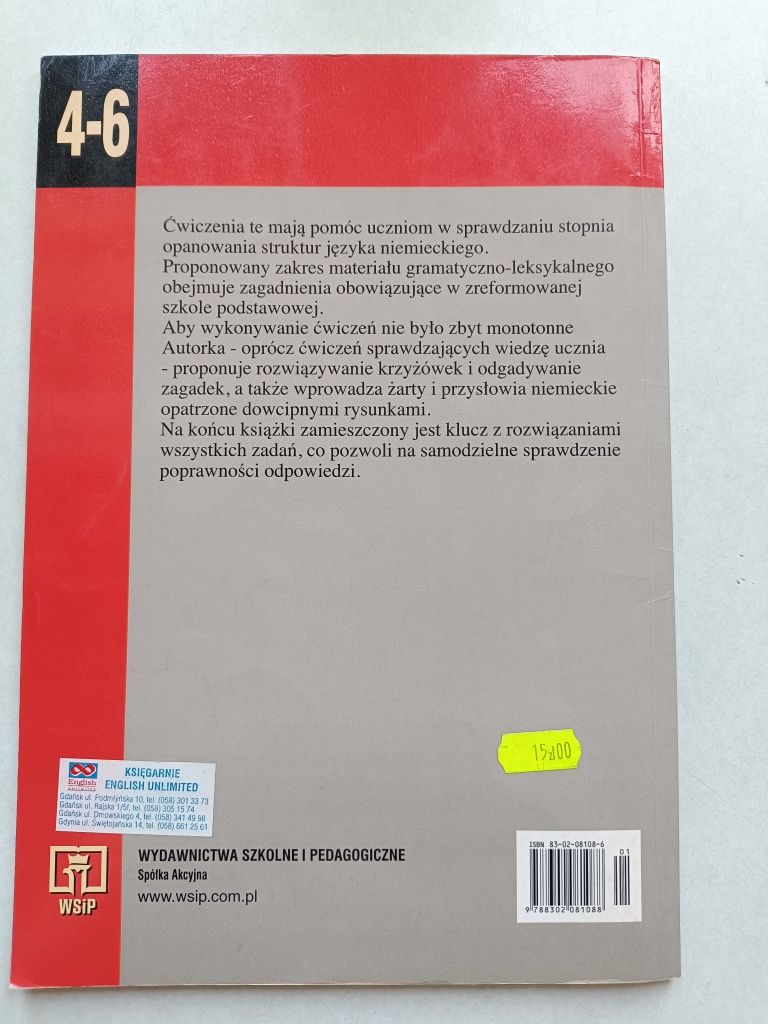 4-6
Ćwiczenia te mają pomóc uczniom w sprawdzaniu stopnia
opanowania struktur języka niemieckiego.
Proponowany zakres materiału gramatyczno-leksykalnego
obejmuje zagadnienia obowiązujące w zreformowanej
szkole podstawowej.
Aby wykonywanie ćwiczeń nie było zbyt monotonne
Autorka - oprócz ćwiczeń sprawdzających wiedzę ucznia
- proponuje rozwiązywanie krzyżówek i odgadywanie
zagadek, a także wprowadza żarty i przysłowia niemieckie
opatrzone dowcipnymi rysunkami.
Na końcu książki zamieszczony jest klucz z rozwiązaniami
wszystkich zadań, co pozwoli na samodzielne sprawdzenie
poprawności odpowiedzi.
15zł00
English
UNLIMITED
KSIĘGARNIE
ENGLISH UNLIMITED
Gdańsk ul. Podmłyńska 10, tel. (058) 301 33 73
Gdańsk ul. Rajska 1/5f, tel. (058) 305 15 74
Gdańsk ul. Dmowskiego 4, tel. (058) 341 49 98
Gdynia ul. Świętojańska 14, tel. (058) 661 25 61
WSiP
WYDAWNICTWA SZKOLNE I PEDAGOGICZNE
Spółka Akcyjna
www.wsip.com.pl
ISBN 83-02-08108-6
01
9 788302 081088